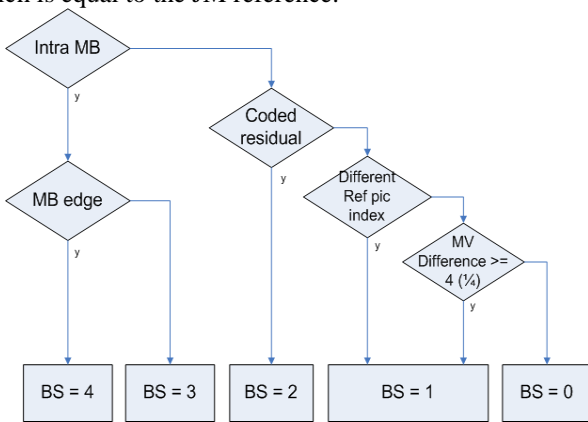 which is equal to the JM reference.
Intra MB
y
Coded
residual
y
Different
Ref pic
index
y
MB edge
y
MV
Difference >=
4 (¼)
y
BS = 4
BS = 3
BS = 2
BS = 1
BS = 0